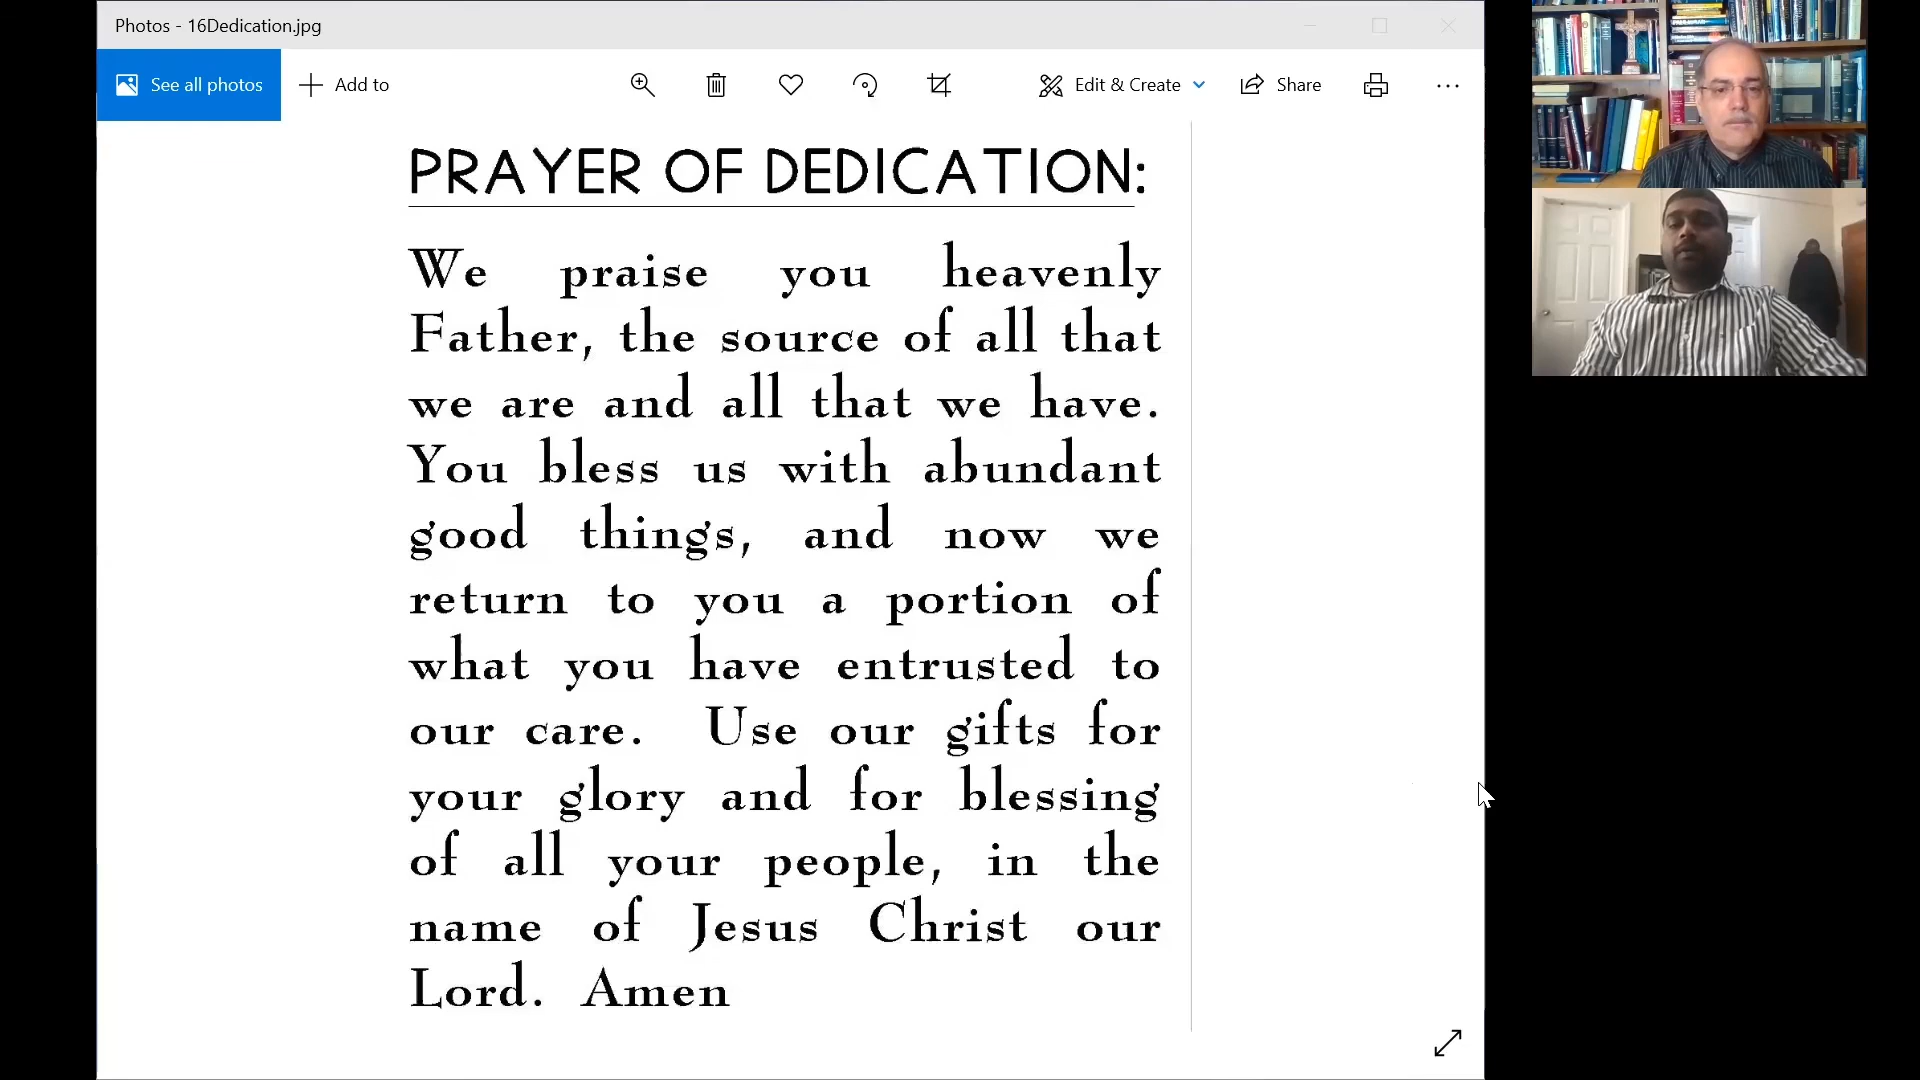 Photos - 16Dedication.jpg
See all photos
Add to
Edit & Create
Share
PRAYER OF DEDICATION:
We praise you heavenly
Father, the source of all that
we are and all that we have.
You bless us with abundant
good things, and now we
return to you a portion of
what you have entrusted to
our care. Use our gifts for
your glory and for blessing
of all your people, in the
name of Jesus Christ our
Lord. Amen